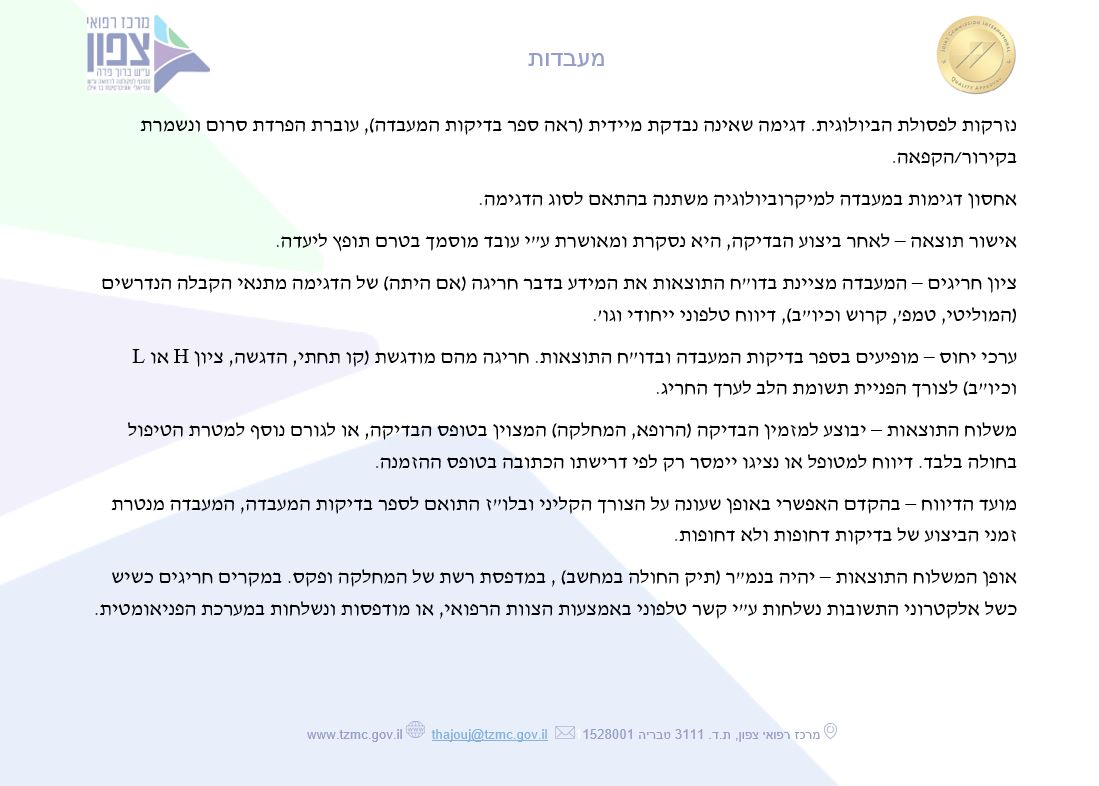 מרכז רפואי
צפון
ע״ש ברוך פדה
מעבדות
JOINT COMMISSION INTERNATIONAL
QUALITY APPROVAL
נזרקות לפסולת הביולוגית. דגימה שאינה נבדקת מיידית (ראה ספר בדיקות המעבדה), עוברת הפרדת סרום ונשמרת
בקירור/הקפאה.
אחסון דגימות במעבדה למיקרוביולוגיה משתנה בהתאם לסוג הדגימה.
אישור תוצאה – לאחר ביצוע הבדיקה, היא נסקרת ומאושרת ע״י עובד מוסמך בטרם תופץ ליעדה.
ציון חריגים – המעבדה מציינת בדו״ח התוצאות את המידע בדבר חריגה (אם היתה) של הדגימה מתנאי הקבלה הנדרשים
(המוליטי, טמפ׳, קרוש וכיו״ב), דיווח טלפוני ייחודי וגו׳.
ערכי יחוס – מופיעים בספר בדיקות המעבדה ובדו״ח התוצאות. חריגה מהם מודגשת (קו תחתי, הדגשה, ציון H או L
וכיו״ב) לצורך הפניית תשומת הלב לערך החריג.
משלוח התוצאות – יבוצע למזמין הבדיקה (הרופא, המחלקה) המצוין בטופס הבדיקה, או לגורם נוסף למטרת הטיפול
בחולה בלבד. דיווח למטופל או נציגו יימסר רק לפי דרישתו הכתובה בטופס ההזמנה.
מועד הדיווח – בהקדם האפשרי באופן שעונה על הצורך הקליני ובלו״ז התואם לספר בדיקות המעבדה, המעבדה מנטרת
זמני הביצוע של בדיקות דחופות ולא דחופות.
אופן המשלוח התוצאות – יהיה בנמ״ר (תיק החולה במחשב) , במדפסת רשת של המחלקה ופקס. במקרים חריגים כשיש
כשל אלקטרוני התשובות נשלחות ע״י קשר טלפוני באמצעות הצוות הרפואי, או מודפסות ונשלחות במערכת הפניאומטית.
מרכז רפואי צפון, ת.ד. 3111 טבריה 1528001 thajouj@tzmc.gov.il www.tzmc.gov.il